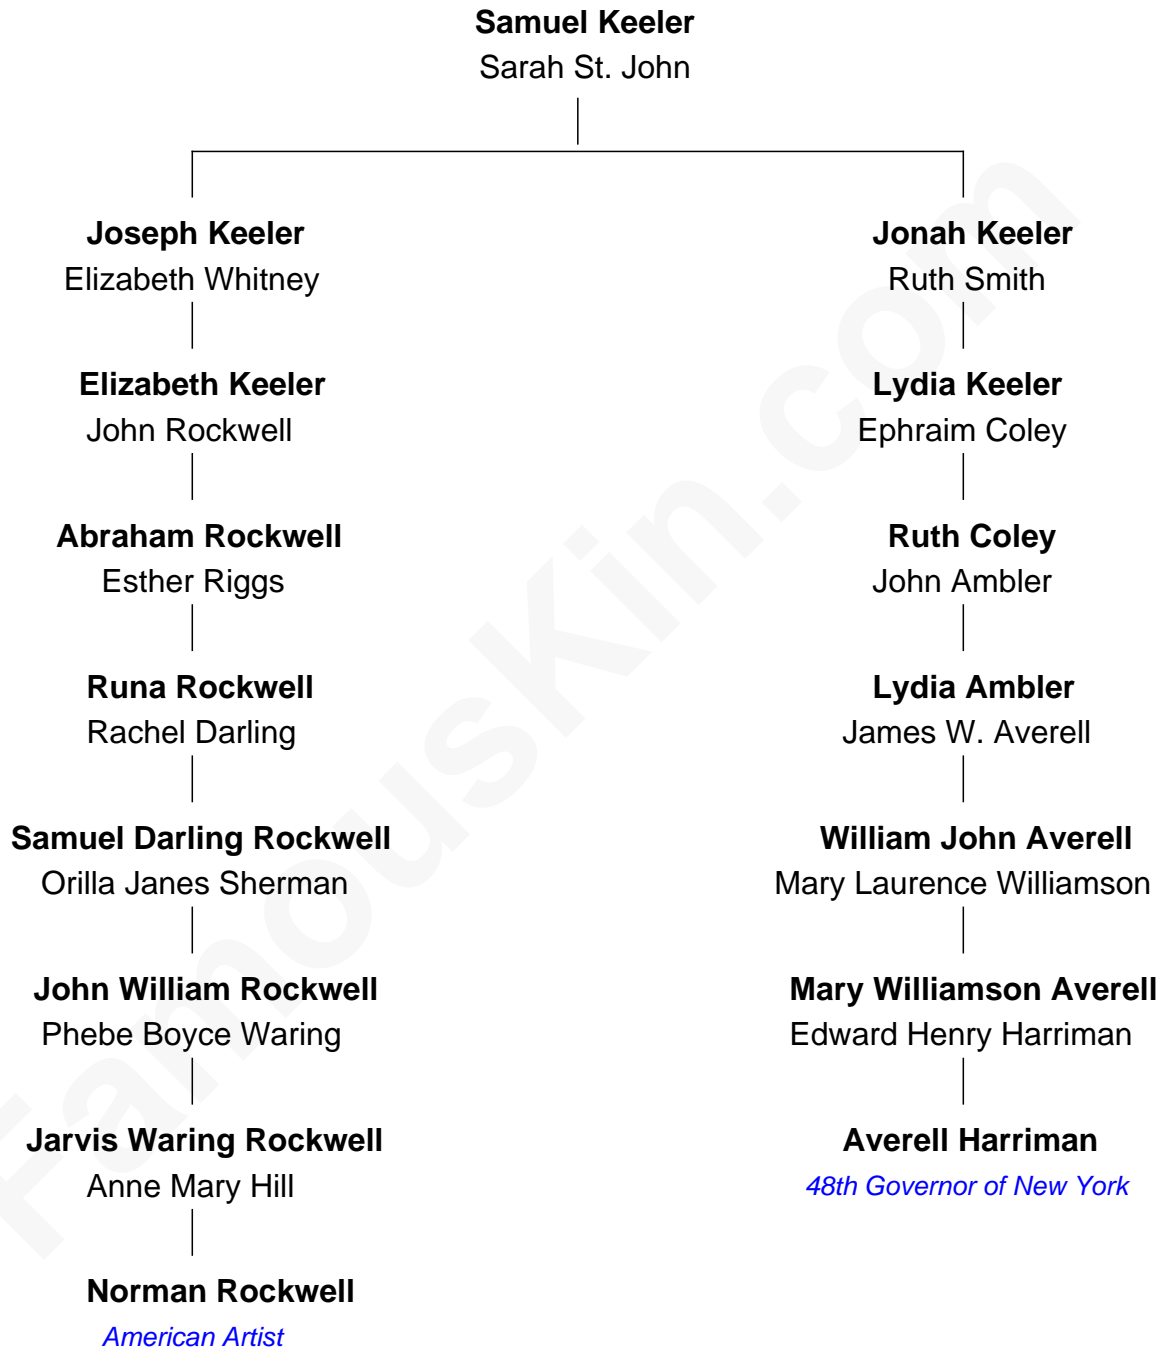 Samuel Keeler
Sarah St. John
Joseph Keeler
Elizabeth Whitney
Elizabeth Keeler
John Rockwell
Abraham Rockwell
Esther Riggs
Runa Rockwell
Rachel Darling
Samuel Darling Rockwell
Orilla Janes Sherman
John William Rockwell
Phebe Boyce Waring
Jarvis Waring Rockwell
Anne Mary Hill
Norman Rockwell
American Artist
Jonah Keeler
Ruth Smith
Lydia Keeler
Ephraim Coley
Ruth Coley
John Ambler
Lydia Ambler
James W. Averell
William John Averell
Mary Laurence Williamson
Mary Williamson Averell
Edward Henry Harriman
Averell Harriman
48th Governor of New York
FamousKin.com